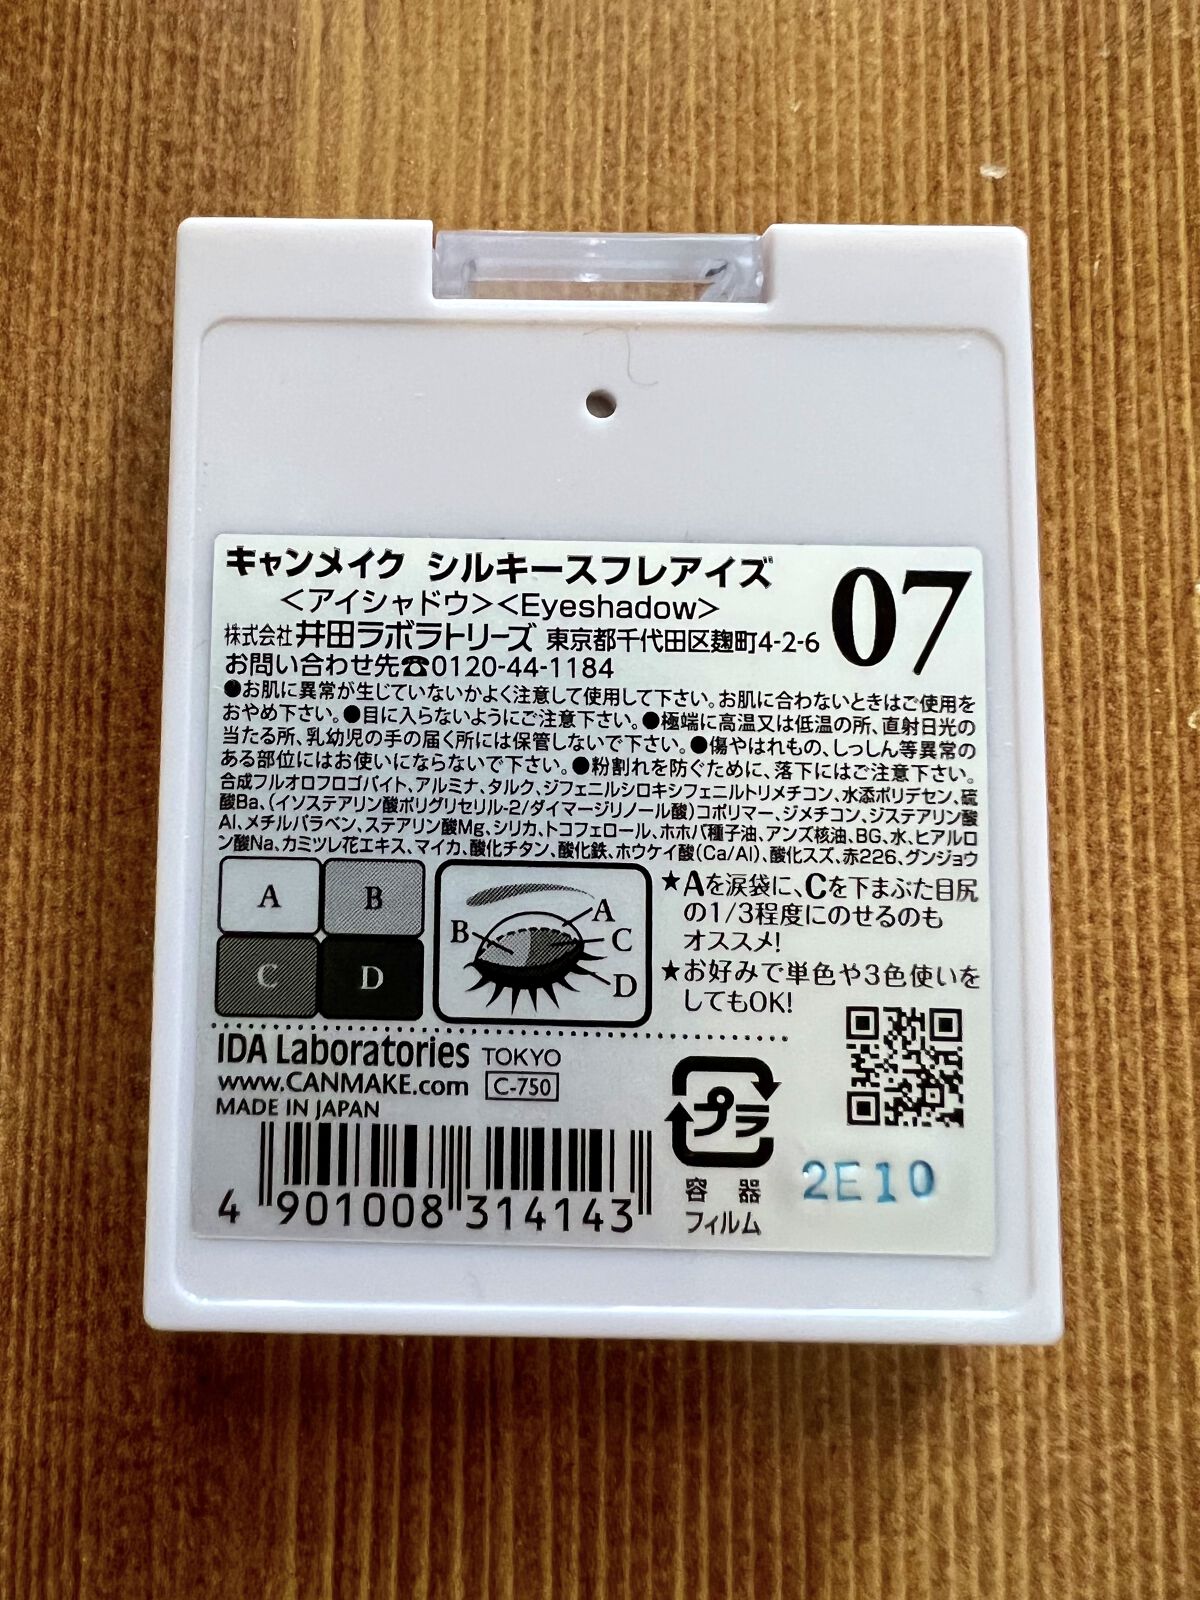 キャンメイク シルキースフレアイズ 07
＜アイシャドウ＞＜Eyeshadow＞
株式会社 井田ラボラトリーズ 東京都千代田区麹町4-2-6
お問い合わせ先☎0120-44-1184
●お肌に異常が生じていないかよく注意して使用して下さい。お肌に合わないときはご使用を
おやめ下さい。●目に入らないようにご注意下さい。●極端に高温又は低温の所、直射日光の
当たる所、乳幼児の手の届く所には保管しないで下さい。●傷やはれもの、しっしん等異常の
ある部位にはお使いにならないで下さい。●粉割れを防ぐために、落下にはご注意下さい。
合成フルオロフロゴパイト、アルミナ、タルク、ジフェニルシロキシフェニルトリメチコン、水添ポリデセン、硫
酸Ba、(イソステアリン酸ポリグリセリル-2/ダイマージリノール酸)コポリマー、ジメチコン、ジステアリン酸
Al、メチルパラベン、ステアリン酸Mg、シリカ、トコフェロール、ホホバ種子油、アンズ核油、BG、水、ヒアルロ
ン酸Na、カミツレ花エキス、マイカ、酸化チタン、酸化鉄、ホウケイ酸(Ca/Al)、酸化スズ、赤226、グンジョウ
A B
C D
A
B C
D
★Aを涙袋に、Cを下まぶた目尻
の1/3程度にのせるのも
オススメ!
★お好みで単色や3色使いを
してもOK!
IDA Laboratories TOKYO
www.CANMAKE.com C-750
MADE IN JAPAN
4 901008 314143
プラ
容器
フィルム
2E10